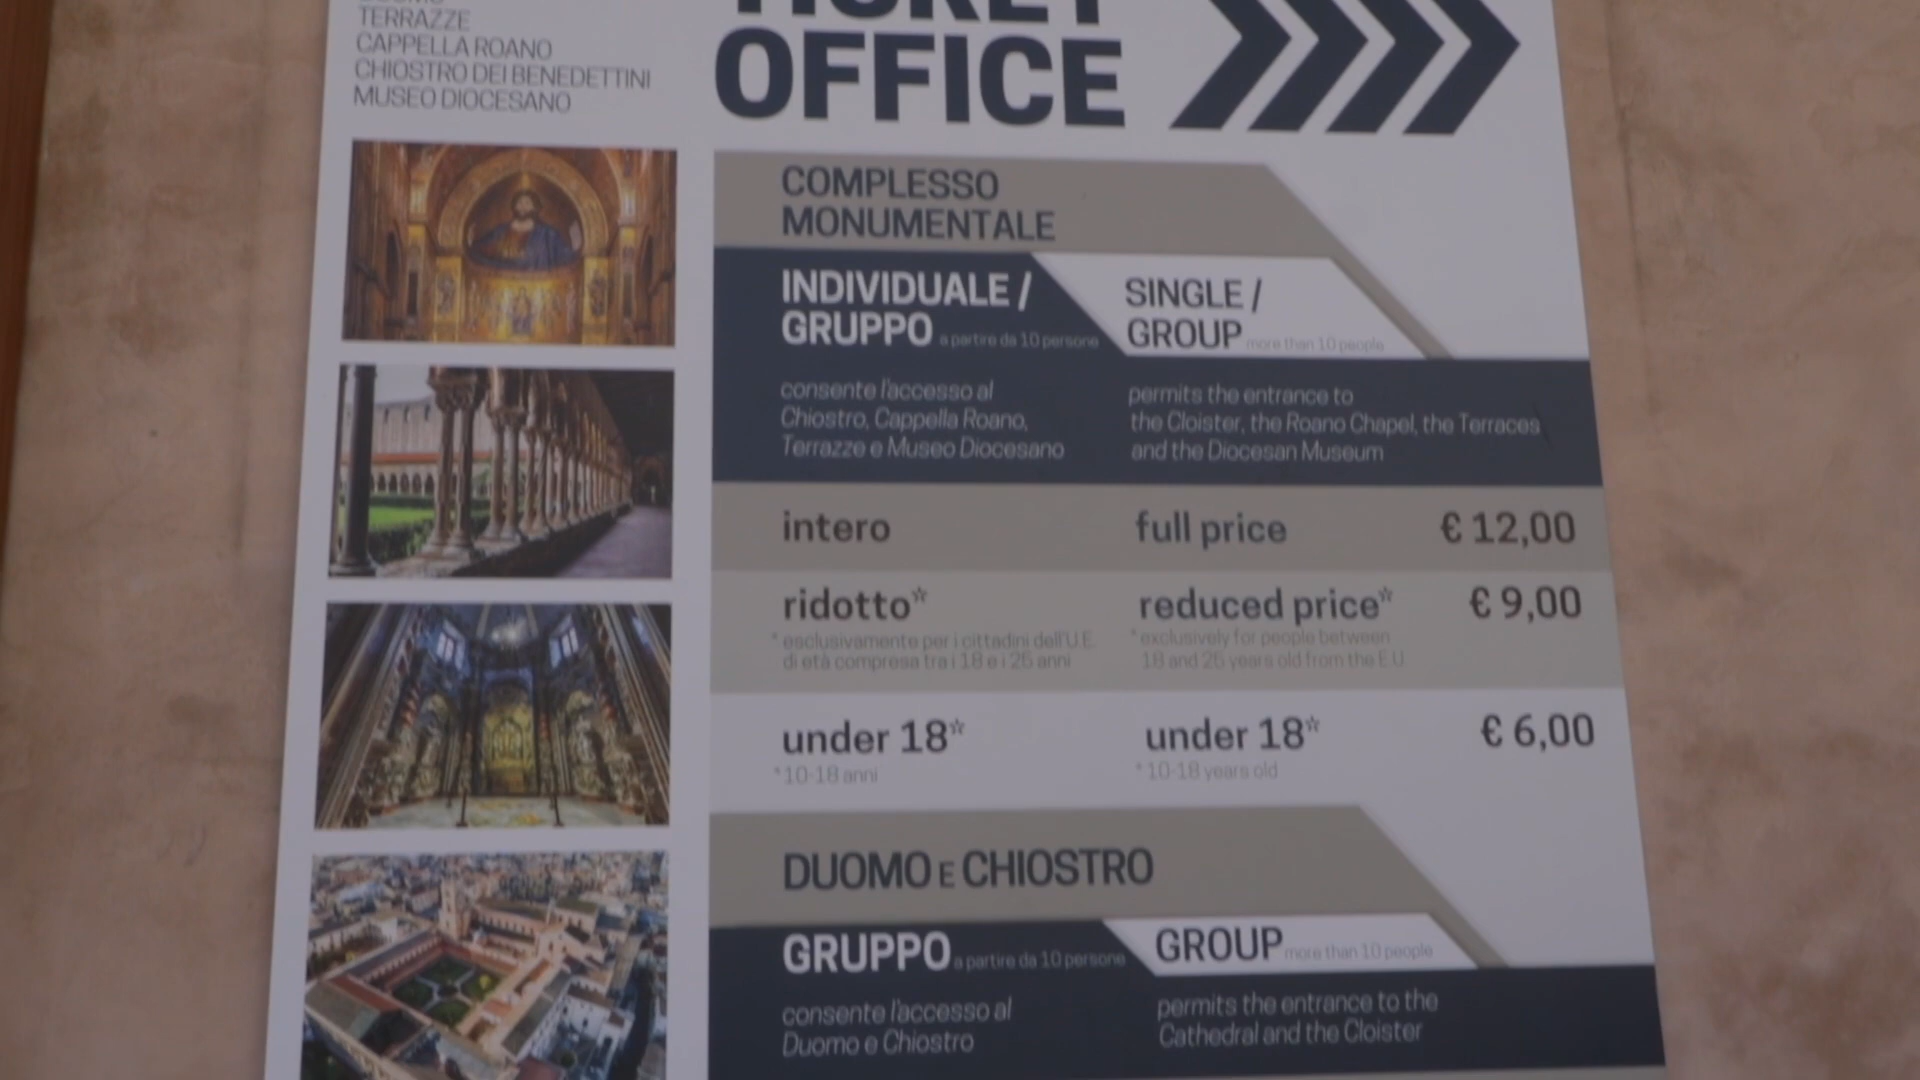 TERRAZZE
CAPPELLA ROANO
CHIOSTRO DEI BENEDETTINI
MUSEO DIOCESANO
TICKET
OFFICE
COMPLESSO
MONUMENTALE
INDIVIDUALE /
GRUPPO a partire da 10 persone
SINGLE /
GROUP more than 10 people
consente l'accesso al
Chiostro, Cappella Roano,
Terrazze e Museo Diocesano
permits the entrance to
the Cloister, the Roano Chapel, the Terraces
and the Diocesan Museum
intero full price € 12,00
ridotto* reduced price* € 9,00
* esclusivamente per i cittadini dell'U.E.
di età compresa tra i 18 e i 25 anni
* exclusively for people between
18 and 25 years old from the E.U
under 18* under 18* € 6,00
* 10-18 anni * 10-18 years old
DUOMO E CHIOSTRO
GRUPPO a partire da 10 persone GROUP more than 10 people
consente l'accesso al
Duomo e Chiostro
permits the entrance to the
Cathedral and the Cloister